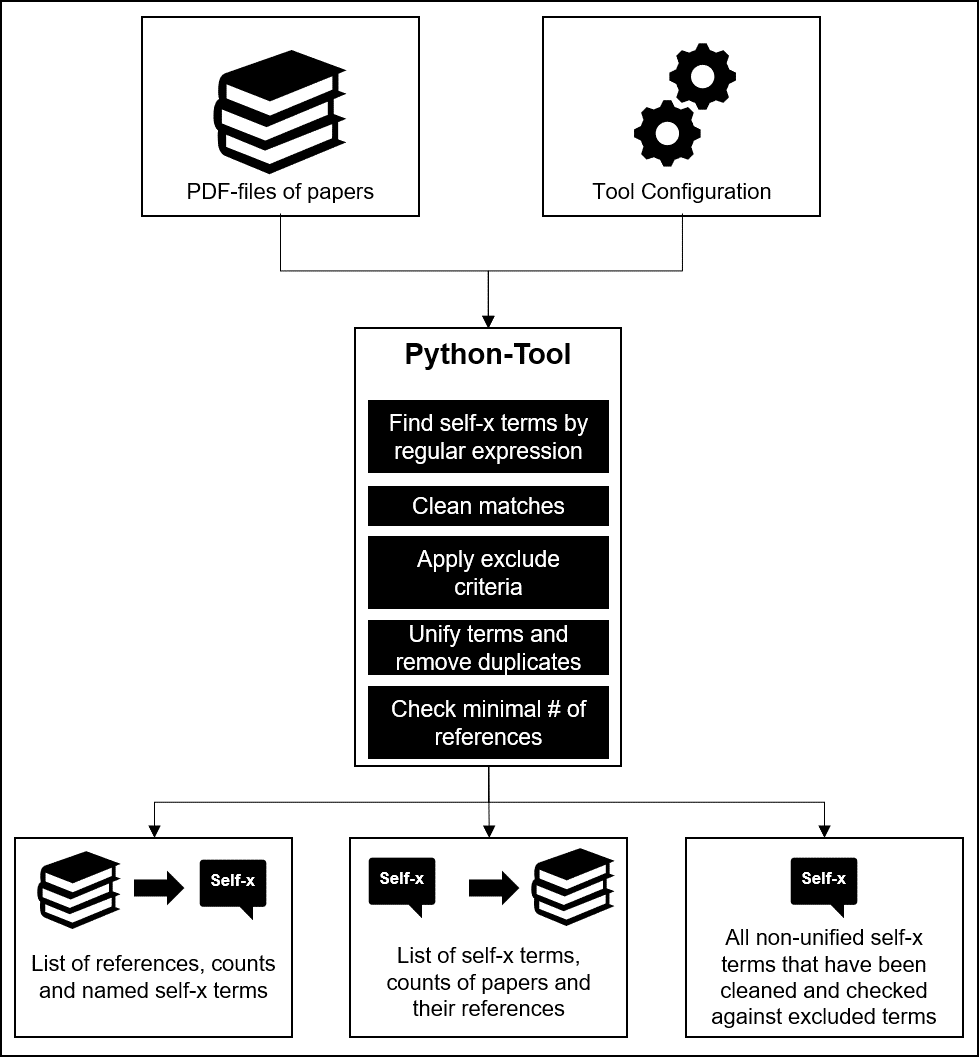 PDF-files of papers
Tool Configuration
Python-Tool
Find self-x terms by
regular expression
Clean matches
Apply exclude
criteria
Unify terms and
remove duplicates
Check minimal # of
references
Self-x
List of references, counts
and named self-x terms
Self-x
List of self-x terms,
counts of papers and
their references
Self-x
All non-unified self-x
terms that have been
cleaned and checked
against excluded terms